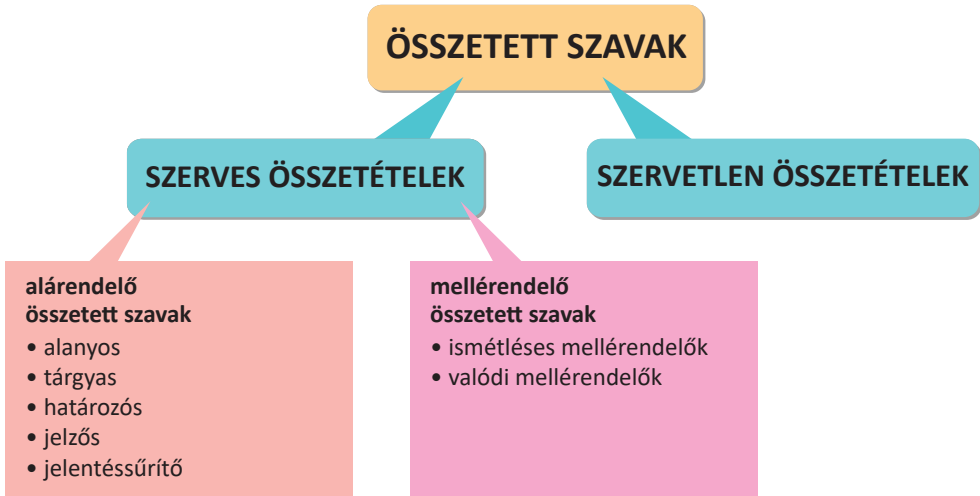 ÖSSZETETT SZAVAK
SZERVES ÖSSZETÉTELEK
SZERVETLEN ÖSSZETÉTELEK
alárendelő
összetett szavak
• alanyos
• tárgyas
• határozós
• jelzős
• jelentéssűrítő
mellérendelő
összetett szavak
• ismétléses mellérendelők
• valódi mellérendelők